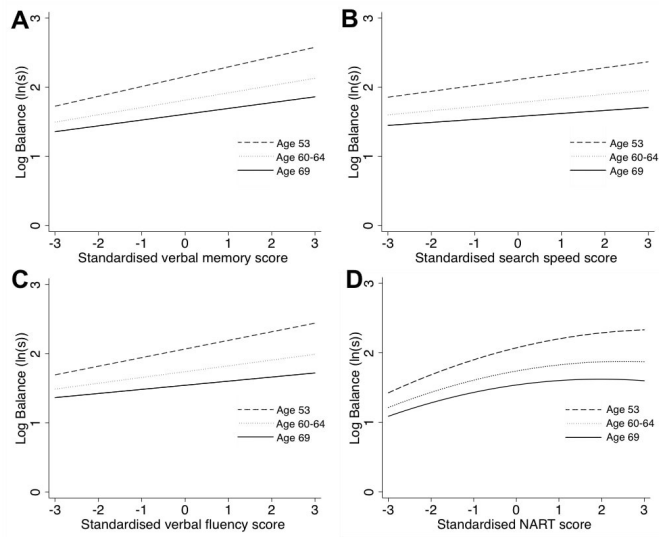 A
Log Balance (ln(s))
3
2
1
0
Age 53
Age 60-64
Age 69
-3 -2 -1 0 1 2 3
Standardised verbal memory score
B
Log Balance (ln(s))
3
2
1
0
Age 53
Age 60-64
Age 69
-3 -2 -1 0 1 2 3
Standardised search speed score
C
Log Balance (ln(s))
3
2
1
0
Age 53
Age 60-64
Age 69
-3 -2 -1 0 1 2 3
Standardised verbal fluency score
D
Log Balance (ln(s))
3
2
1
0
Age 53
Age 60-64
Age 69
-3 -2 -1 0 1 2 3
Standardised NART score